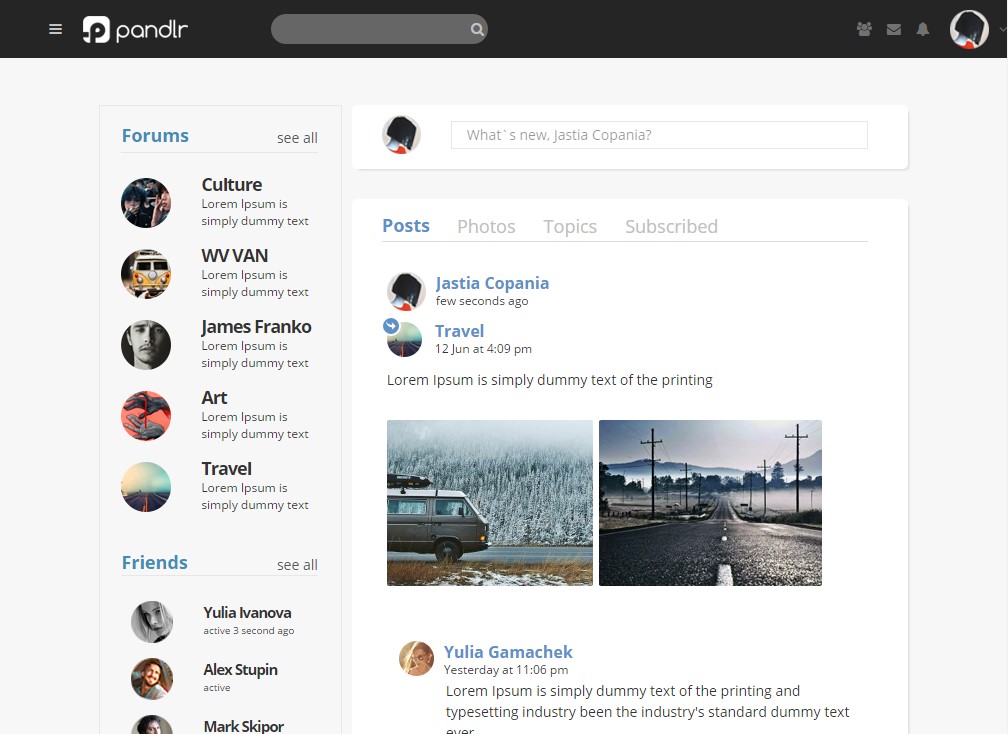 pandlr
Forums
see all
Culture
Lorem Ipsum is
simply dummy text
WV VAN
Lorem Ipsum is
simply dummy text
James Franko
Lorem Ipsum is
simply dummy text
Art
Lorem Ipsum is
simply dummy text
Travel
Lorem Ipsum is
simply dummy text
Friends
see all
Yulia Ivanova
active 3 second ago
Alex Stupin
active
Mark Skipor
What`s new, Jastia Copania?
Posts Photos Topics Subscribed
Jastia Copania
few seconds ago
Travel
12 Jun at 4:09 pm
Lorem Ipsum is simply dummy text of the printing
Yulia Gamachek
Yesterday at 11:06 pm
Lorem Ipsum is simply dummy text of the printing and
typesetting industry been the industry's standard dummy text
ever